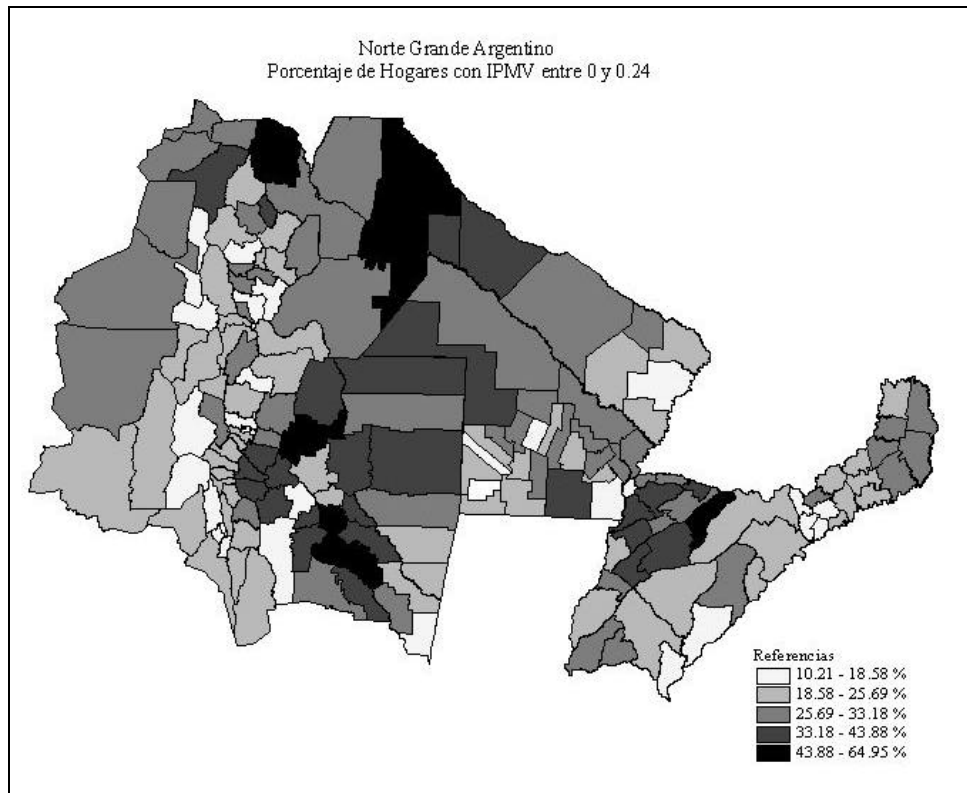 Norte Grande Argentino
Porcentaje de Hogares con IPMV entre 0 y 0.24
Referencias
10.21 - 18.58 %
18.58 - 25.69 %
25.69 - 33.18 %
33.18 - 43.88 %
43.88 - 64.95 %